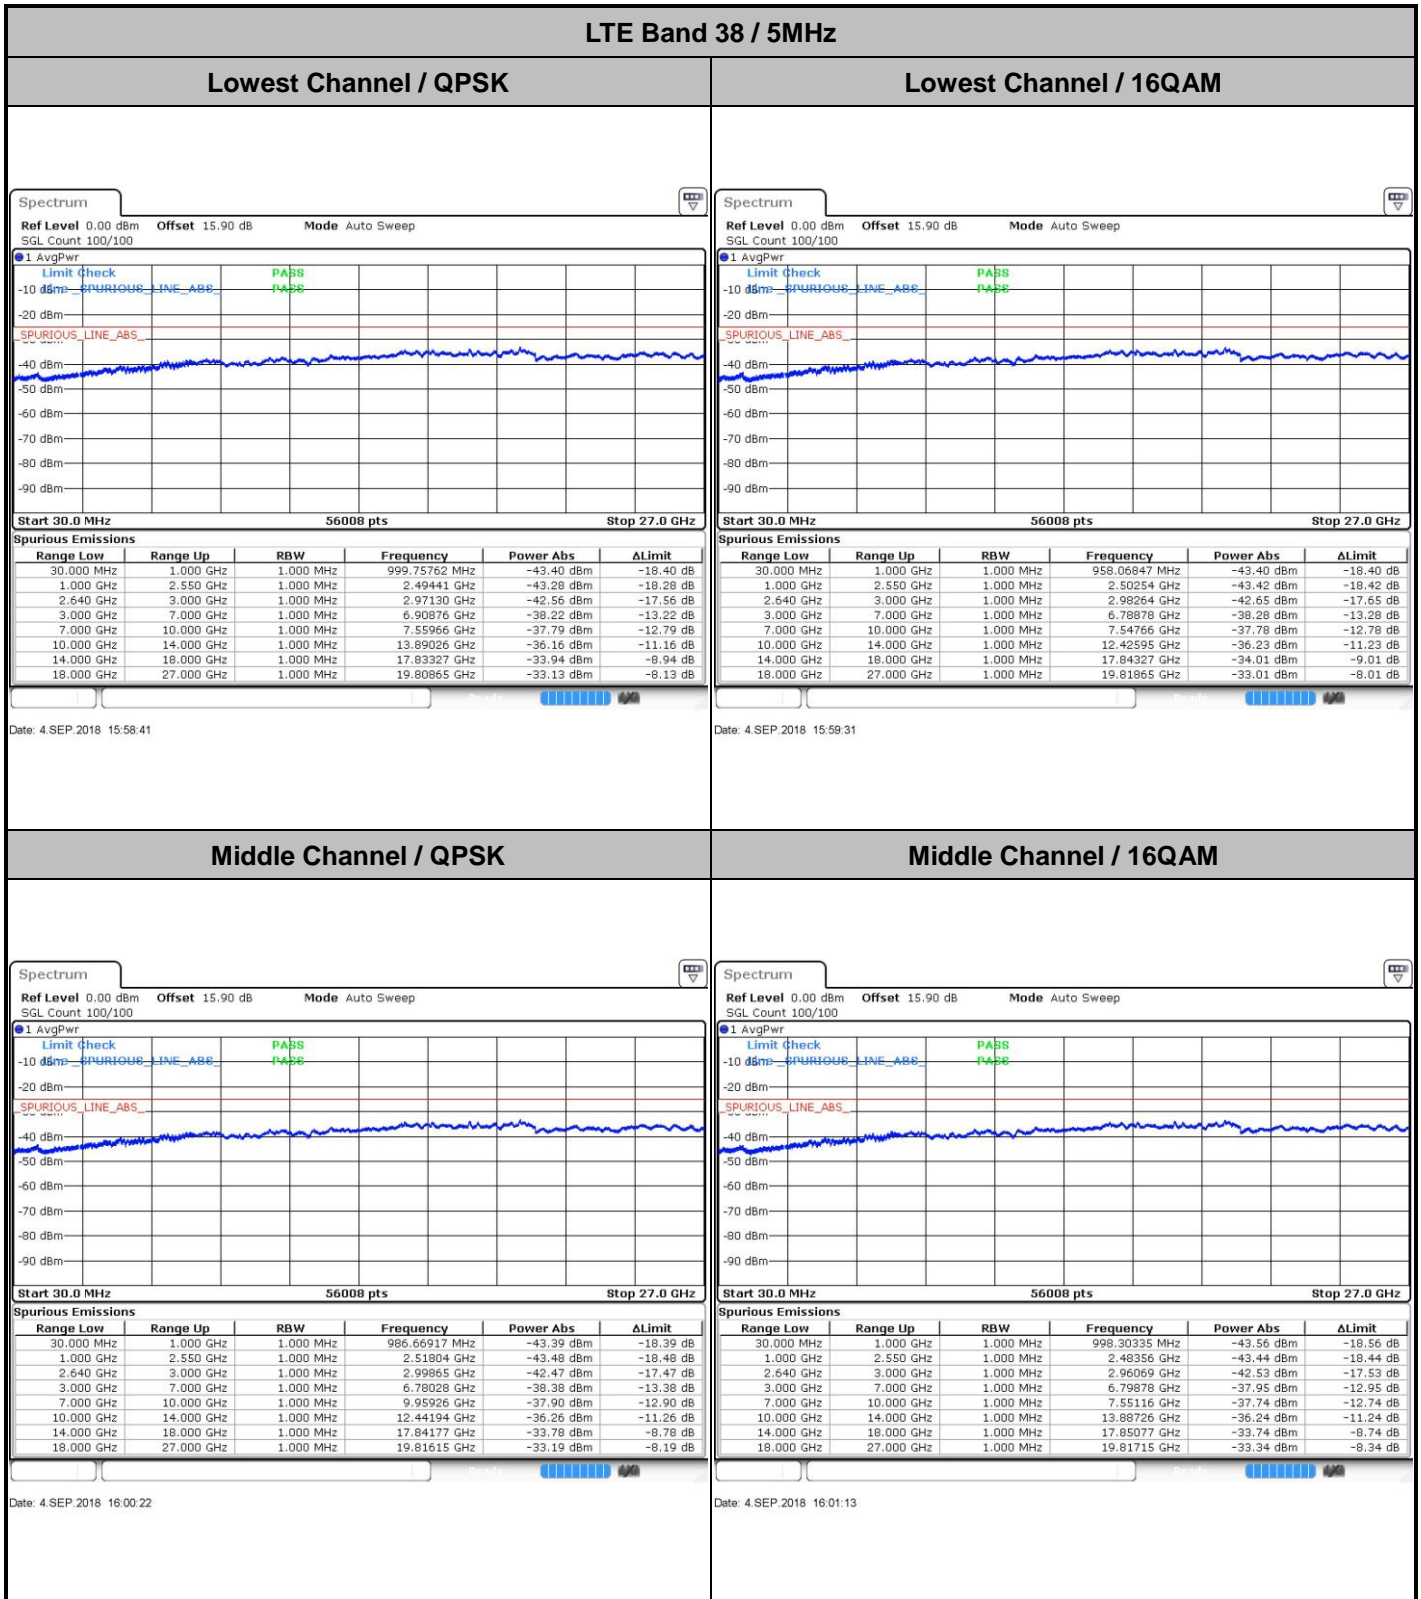 LTE Band 38 / 5MHz
Lowest Channel / QPSK
Lowest Channel / 16QAM
Spectrum
Ref Level 0.00 dBm Offset 15.90 dB Mode Auto Sweep
SGL Count 100/100
1 AvgPwr
Limit Check PASS
Line _SPURIOUS_LINE_ABS_ PASS
-10 dBm
-20 dBm
_SPURIOUS_LINE_ABS_
-40 dBm
-50 dBm
-60 dBm
-70 dBm
-80 dBm
-90 dBm
Start 30.0 MHz 56008 pts Stop 27.0 GHz
Spurious Emissions
Range Low Range Up RBW Frequency Power Abs ΔLimit
30.000 MHz 1.000 GHz 1.000 MHz 999.75762 MHz -43.40 dBm -18.40 dB
1.000 GHz 2.550 GHz 1.000 MHz 2.49441 GHz -43.28 dBm -18.28 dB
2.640 GHz 3.000 GHz 1.000 MHz 2.97130 GHz -42.56 dBm -17.56 dB
3.000 GHz 7.000 GHz 1.000 MHz 6.90876 GHz -38.22 dBm -13.22 dB
7.000 GHz 10.000 GHz 1.000 MHz 7.55966 GHz -37.79 dBm -12.79 dB
10.000 GHz 14.000 GHz 1.000 MHz 13.89026 GHz -36.16 dBm -11.16 dB
14.000 GHz 18.000 GHz 1.000 MHz 17.83327 GHz -33.94 dBm -8.94 dB
18.000 GHz 27.000 GHz 1.000 MHz 19.80865 GHz -33.13 dBm -8.13 dB
Date: 4.SEP.2018 15:58:41
Spectrum
Ref Level 0.00 dBm Offset 15.90 dB Mode Auto Sweep
SGL Count 100/100
1 AvgPwr
Limit Check PASS
Line _SPURIOUS_LINE_ABS_ PASS
-10 dBm
-20 dBm
_SPURIOUS_LINE_ABS_
-40 dBm
-50 dBm
-60 dBm
-70 dBm
-80 dBm
-90 dBm
Start 30.0 MHz 56008 pts Stop 27.0 GHz
Spurious Emissions
Range Low Range Up RBW Frequency Power Abs ΔLimit
30.000 MHz 1.000 GHz 1.000 MHz 958.06847 MHz -43.40 dBm -18.40 dB
1.000 GHz 2.550 GHz 1.000 MHz 2.50254 GHz -43.42 dBm -18.42 dB
2.640 GHz 3.000 GHz 1.000 MHz 2.98264 GHz -42.65 dBm -17.65 dB
3.000 GHz 7.000 GHz 1.000 MHz 6.78878 GHz -38.28 dBm -13.28 dB
7.000 GHz 10.000 GHz 1.000 MHz 7.54766 GHz -37.78 dBm -12.78 dB
10.000 GHz 14.000 GHz 1.000 MHz 12.42595 GHz -36.23 dBm -11.23 dB
14.000 GHz 18.000 GHz 1.000 MHz 17.84327 GHz -34.01 dBm -9.01 dB
18.000 GHz 27.000 GHz 1.000 MHz 19.81865 GHz -33.01 dBm -8.01 dB
Date: 4.SEP.2018 15:59:31
Middle Channel / QPSK
Middle Channel / 16QAM
Spectrum
Ref Level 0.00 dBm Offset 15.90 dB Mode Auto Sweep
SGL Count 100/100
1 AvgPwr
Limit Check PASS
Line _SPURIOUS_LINE_ABS_ PASS
-10 dBm
-20 dBm
_SPURIOUS_LINE_ABS_
-40 dBm
-50 dBm
-60 dBm
-70 dBm
-80 dBm
-90 dBm
Start 30.0 MHz 56008 pts Stop 27.0 GHz
Spurious Emissions
Range Low Range Up RBW Frequency Power Abs ΔLimit
30.000 MHz 1.000 GHz 1.000 MHz 986.66917 MHz -43.39 dBm -18.39 dB
1.000 GHz 2.550 GHz 1.000 MHz 2.51804 GHz -43.48 dBm -18.48 dB
2.640 GHz 3.000 GHz 1.000 MHz 2.99865 GHz -42.47 dBm -17.47 dB
3.000 GHz 7.000 GHz 1.000 MHz 6.78028 GHz -38.38 dBm -13.38 dB
7.000 GHz 10.000 GHz 1.000 MHz 9.95926 GHz -37.90 dBm -12.90 dB
10.000 GHz 14.000 GHz 1.000 MHz 12.44194 GHz -36.26 dBm -11.26 dB
14.000 GHz 18.000 GHz 1.000 MHz 17.84177 GHz -33.78 dBm -8.78 dB
18.000 GHz 27.000 GHz 1.000 MHz 19.81615 GHz -33.19 dBm -8.19 dB
Date: 4.SEP.2018 16:00:22
Spectrum
Ref Level 0.00 dBm Offset 15.90 dB Mode Auto Sweep
SGL Count 100/100
1 AvgPwr
Limit Check PASS
Line _SPURIOUS_LINE_ABS_ PASS
-10 dBm
-20 dBm
_SPURIOUS_LINE_ABS_
-40 dBm
-50 dBm
-60 dBm
-70 dBm
-80 dBm
-90 dBm
Start 30.0 MHz 56008 pts Stop 27.0 GHz
Spurious Emissions
Range Low Range Up RBW Frequency Power Abs ΔLimit
30.000 MHz 1.000 GHz 1.000 MHz 998.30335 MHz -43.56 dBm -18.56 dB
1.000 GHz 2.550 GHz 1.000 MHz 2.48356 GHz -43.44 dBm -18.44 dB
2.640 GHz 3.000 GHz 1.000 MHz 2.96069 GHz -42.53 dBm -17.53 dB
3.000 GHz 7.000 GHz 1.000 MHz 6.79878 GHz -37.95 dBm -12.95 dB
7.000 GHz 10.000 GHz 1.000 MHz 7.55116 GHz -37.74 dBm -12.74 dB
10.000 GHz 14.000 GHz 1.000 MHz 13.88726 GHz -36.24 dBm -11.24 dB
14.000 GHz 18.000 GHz 1.000 MHz 17.85077 GHz -33.74 dBm -8.74 dB
18.000 GHz 27.000 GHz 1.000 MHz 19.81715 GHz -33.34 dBm -8.34 dB
Date: 4.SEP.2018 16:01:13